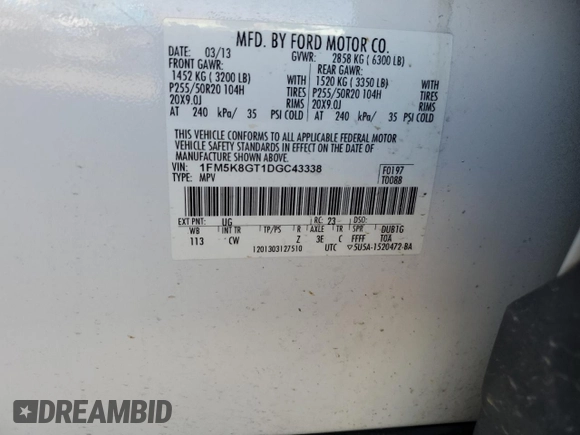 MFD. BY FORD MOTOR CO.
DATE: 03/13 GVWR: 2858 KG ( 6300 LB)
FRONT GAWR: REAR GAWR:
1452 KG ( 3200 LB) WITH 1520 KG ( 3350 LB) WITH
P255/50R20 104H TIRES P255/50R20 104H TIRES
20X9.0J RIMS 20X9.0J RIMS
AT 240 kPa/ 35 PSI COLD AT 240 kPa/ 35 PSI COLD
THIS VEHICLE CONFORMS TO ALL APPLICABLE FEDERAL MOTOR
VEHICLE SAFETY AND THEFT PREVENTION STANDARDS IN EFFECT
ON THE DATE OF MANUFACTURE SHOWN ABOVE.
VIN: 1FM5K8GT1DGC43338 F0197
TYPE: MPV T0088
EXT PNT: UG RC: 23 DSO:
WB INT TR TP/PS R AXLE TR SPR DUB1G
113 CW Z 3E C FFFF TOA
1201303127510 UTC ▽5U5A-1520472-BA
DREAMBID